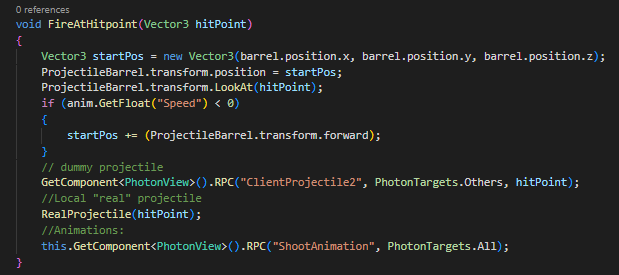 0 references
void FireAtHitpoint(Vector3 hitPoint)
{
    Vector3 startPos = new Vector3(barrel.position.x, barrel.position.y, barrel.position.z);
    ProjectileBarrel.transform.position = startPos;
    ProjectileBarrel.transform.LookAt(hitPoint);
    if (anim.GetFloat("Speed") < 0)
    {
        startPos += (ProjectileBarrel.transform.forward);
    }
    // dummy projectile
    GetComponent<PhotonView>().RPC("ClientProjectile2", PhotonTargets.Others, hitPoint);
    //Local "real" projectile
    RealProjectile(hitPoint);
    //Animations:
    this.GetComponent<PhotonView>().RPC("ShootAnimation", PhotonTargets.All);
}